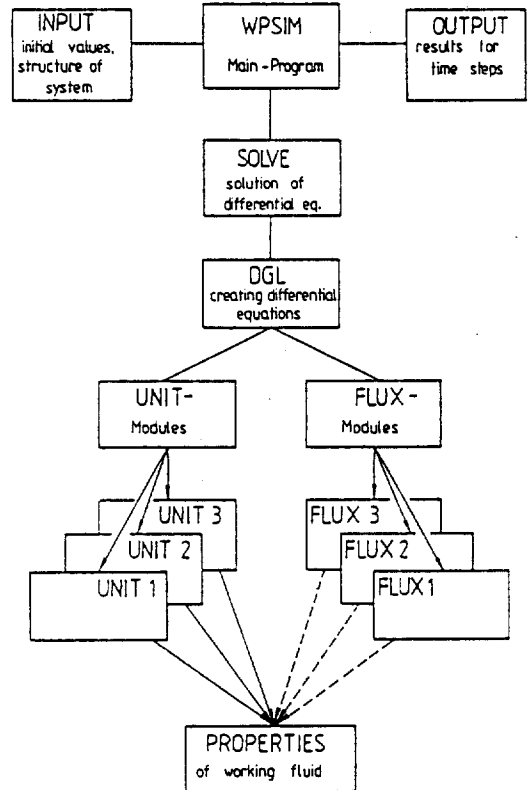 INPUT
initial values,
structure of
system
WPSIM
Main-Program
OUTPUT
results for
time steps
SOLVE
solution of
differential eq.
DGL
creating differential
equations
UNIT-
Modules
FLUX-
Modules
UNIT 3
UNIT 2
UNIT 1
FLUX 3
FLUX 2
FLUX 1
PROPERTIES
of working fluid